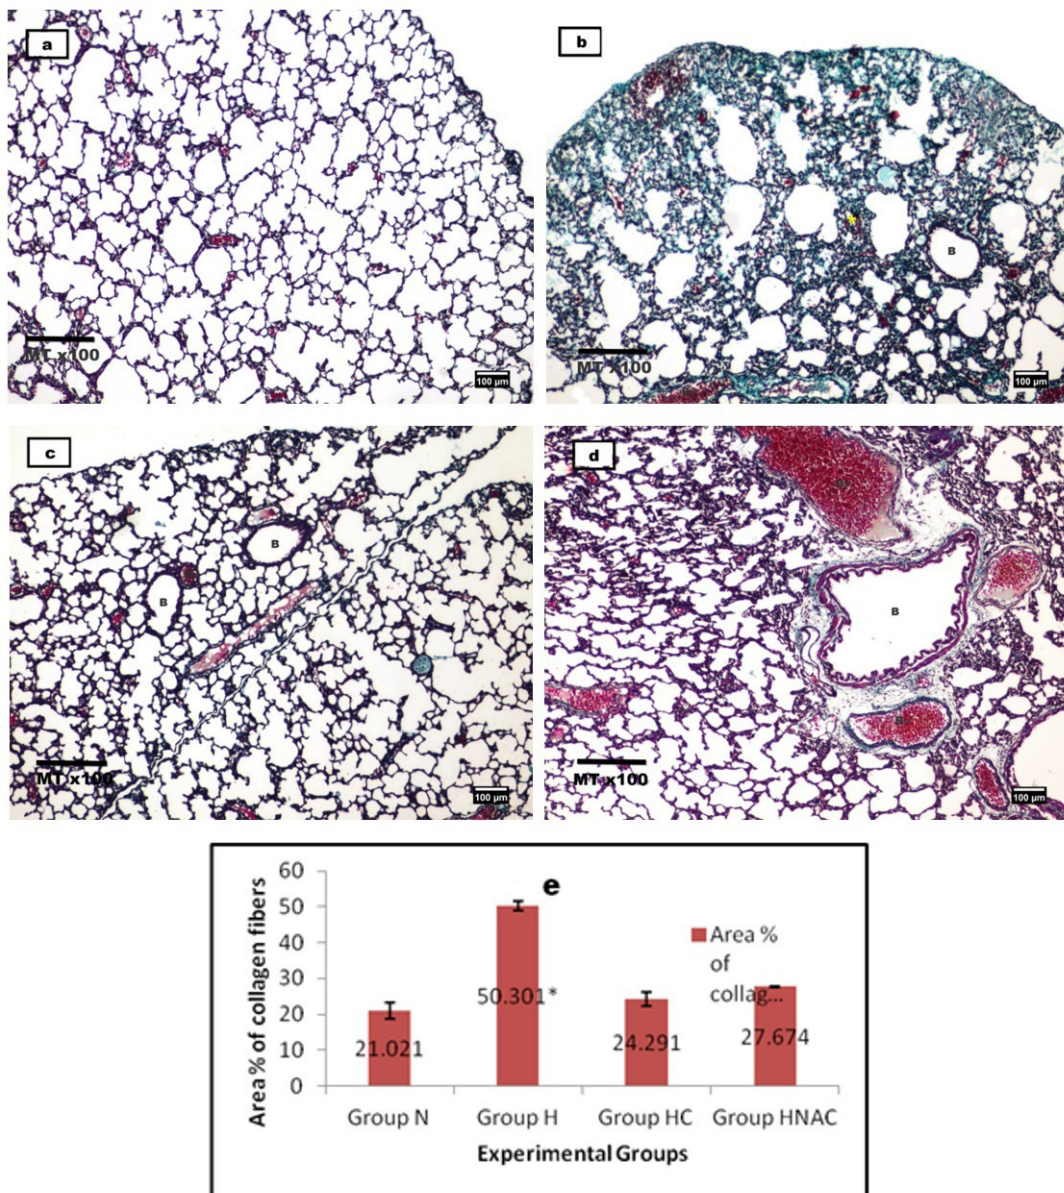 a
MT x100
100 µm
b
B
MT x100
100 µm
c
B
B
MT x100
100 µm
d
B
B
MT x100
100 µm
e
Area % of collagen fibers
60
50
40
30
20
10
0
21.021
50.301*
24.291
27.674
Area %
of
collag...
Group N
Group H
Group HC
Group HNAC
Experimental Groups